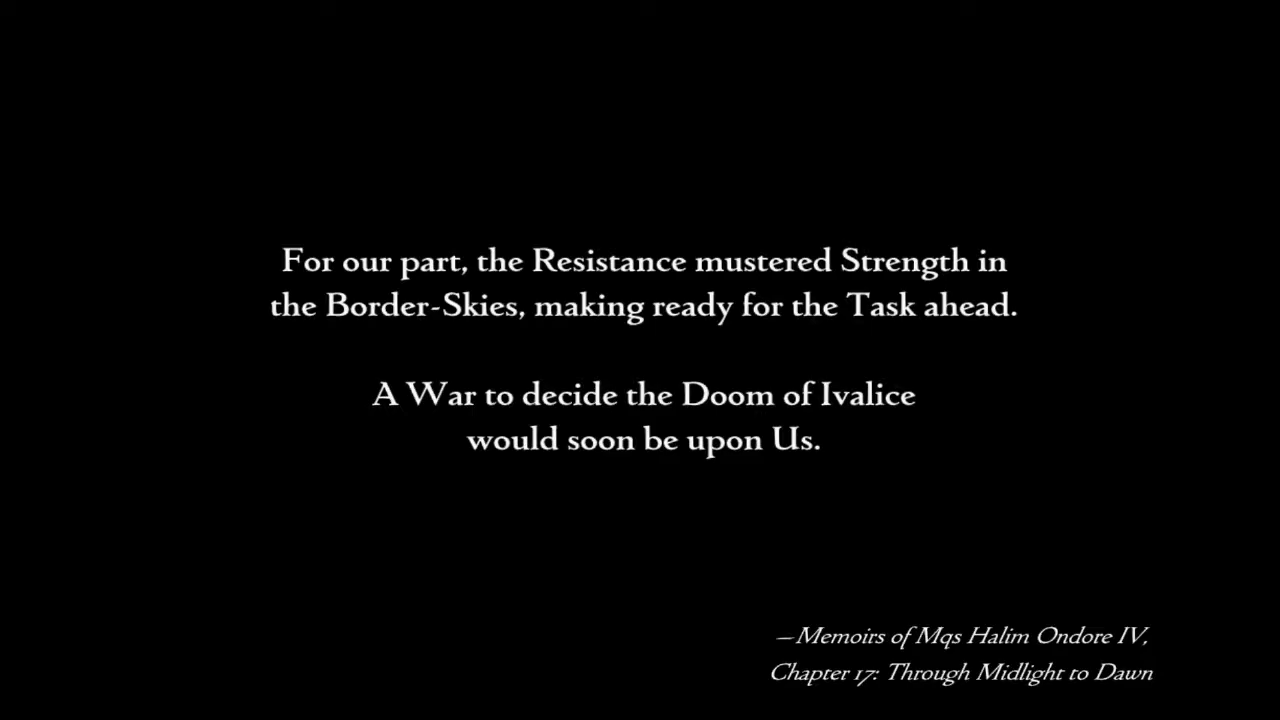 For our part, the Resistance mustered Strength in
the Border-Skies, making ready for the Task ahead.
A War to decide the Doom of Ivalice
would soon be upon Us.
—Memoirs of Mqs Halim Ondore IV,
Chapter 17: Through Midlight to Dawn